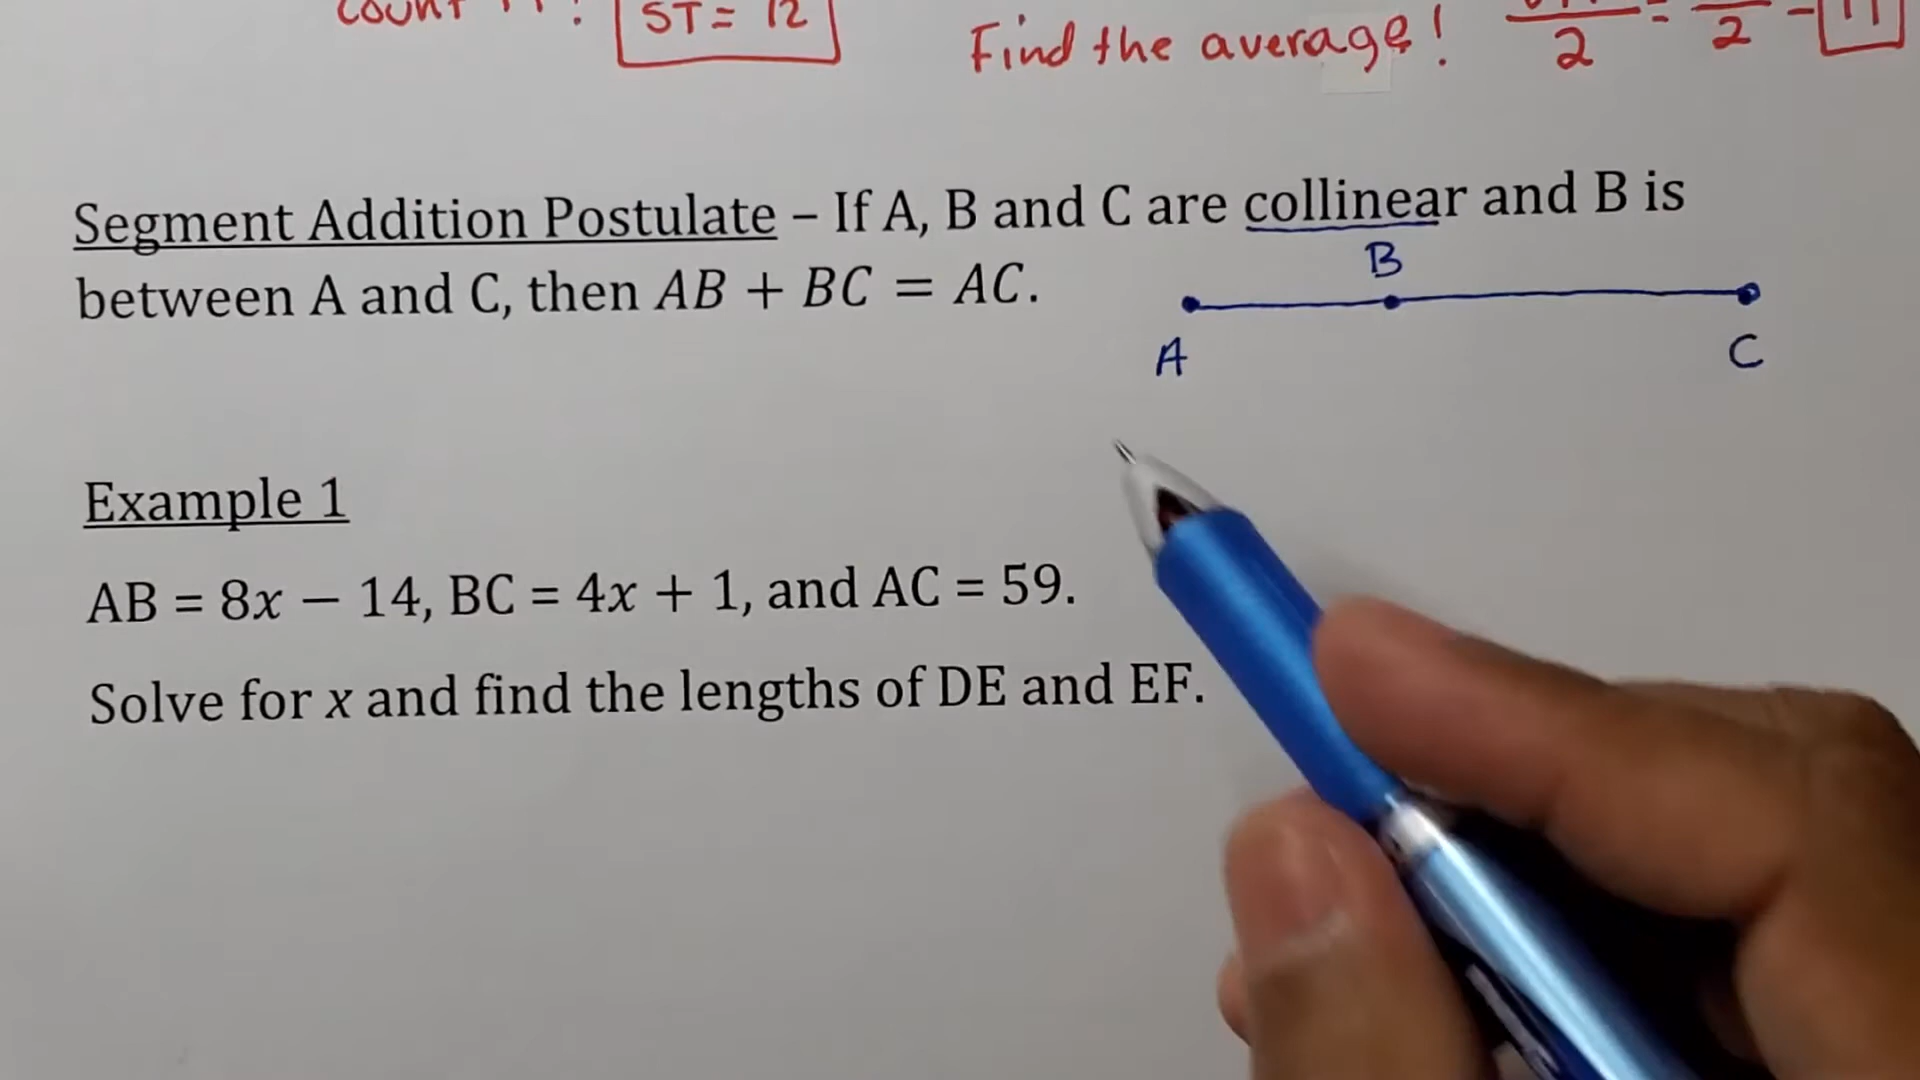 ST = 12
Find the average!
2 = 2 = 11
Segment Addition Postulate – If A, B and C are collinear and B is
between A and C, then AB + BC = AC.
B
A C
Example 1
AB = 8x − 14, BC = 4x + 1, and AC = 59.
Solve for x and find the lengths of DE and EF.